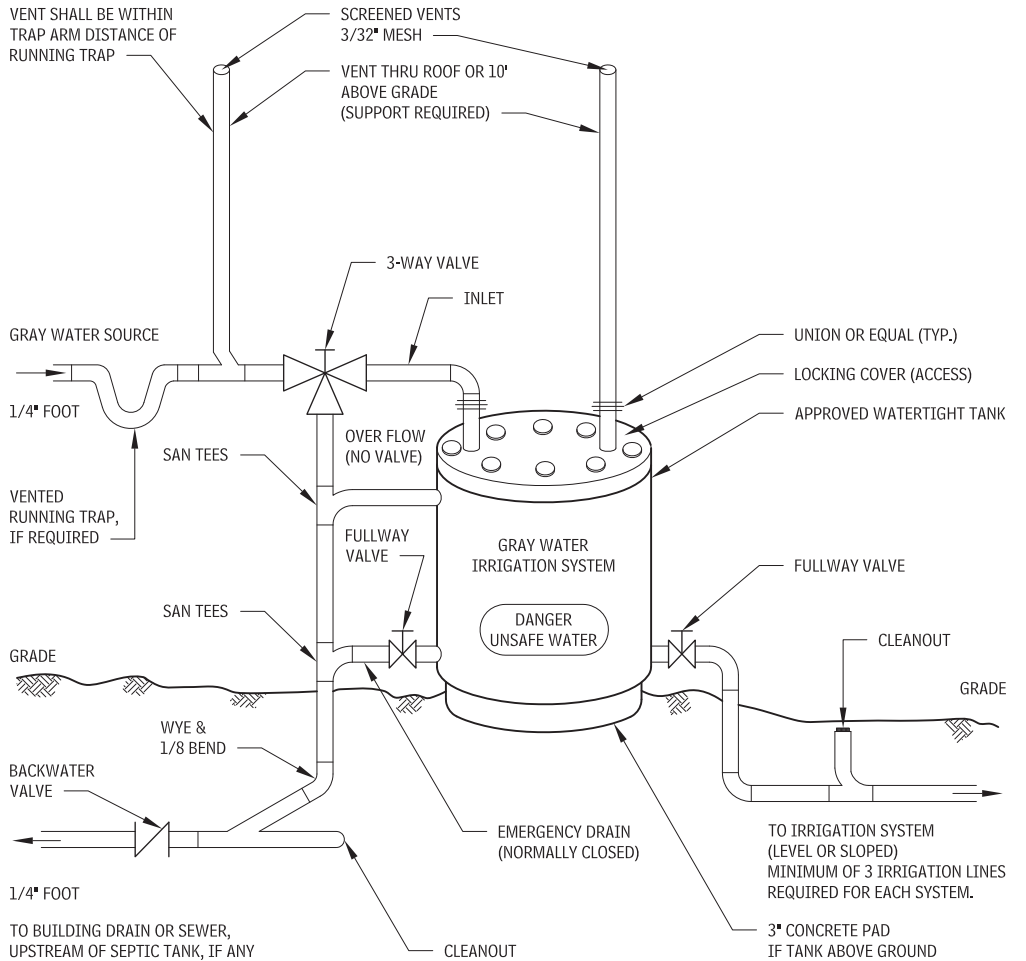 VENT SHALL BE WITHIN
TRAP ARM DISTANCE OF
RUNNING TRAP
SCREENED VENTS
3/32" MESH
VENT THRU ROOF OR 10'
ABOVE GRADE
(SUPPORT REQUIRED)
3-WAY VALVE
INLET
GRAY WATER SOURCE
1/4" FOOT
UNION OR EQUAL (TYP.)
LOCKING COVER (ACCESS)
APPROVED WATERTIGHT TANK
OVER FLOW
(NO VALVE)
SAN TEES
VENTED
RUNNING TRAP,
IF REQUIRED
FULLWAY
VALVE
GRAY WATER
IRRIGATION SYSTEM
DANGER
UNSAFE WATER
FULLWAY VALVE
SAN TEES
CLEANOUT
GRADE
GRADE
WYE &
1/8 BEND
BACKWATER
VALVE
EMERGENCY DRAIN
(NORMALLY CLOSED)
TO IRRIGATION SYSTEM
(LEVEL OR SLOPED)
MINIMUM OF 3 IRRIGATION LINES
REQUIRED FOR EACH SYSTEM.
1/4" FOOT
TO BUILDING DRAIN OR SEWER,
UPSTREAM OF SEPTIC TANK, IF ANY
CLEANOUT
3" CONCRETE PAD
IF TANK ABOVE GROUND